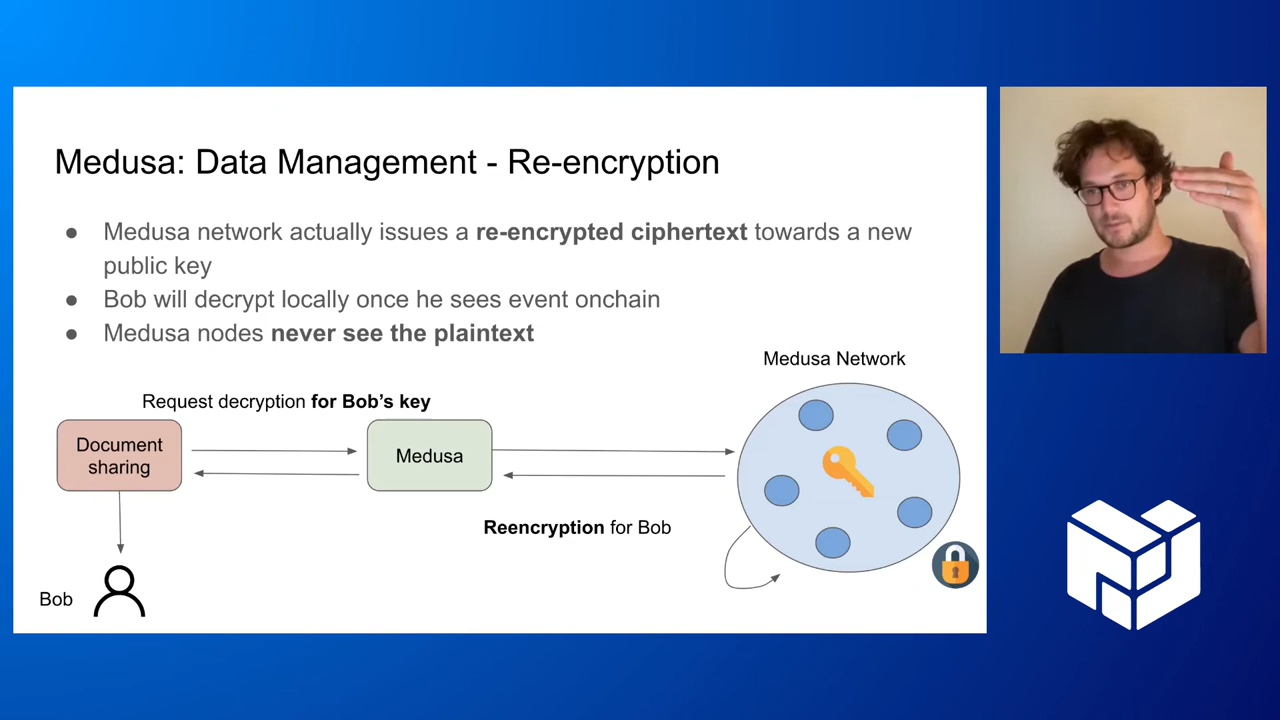 Medusa: Data Management - Re-encryption
● Medusa network actually issues a re-encrypted ciphertext towards a new
public key
● Bob will decrypt locally once he sees event onchain
● Medusa nodes never see the plaintext
Medusa Network
Request decryption for Bob's key
Document
sharing
Medusa
Reencryption for Bob
Bob